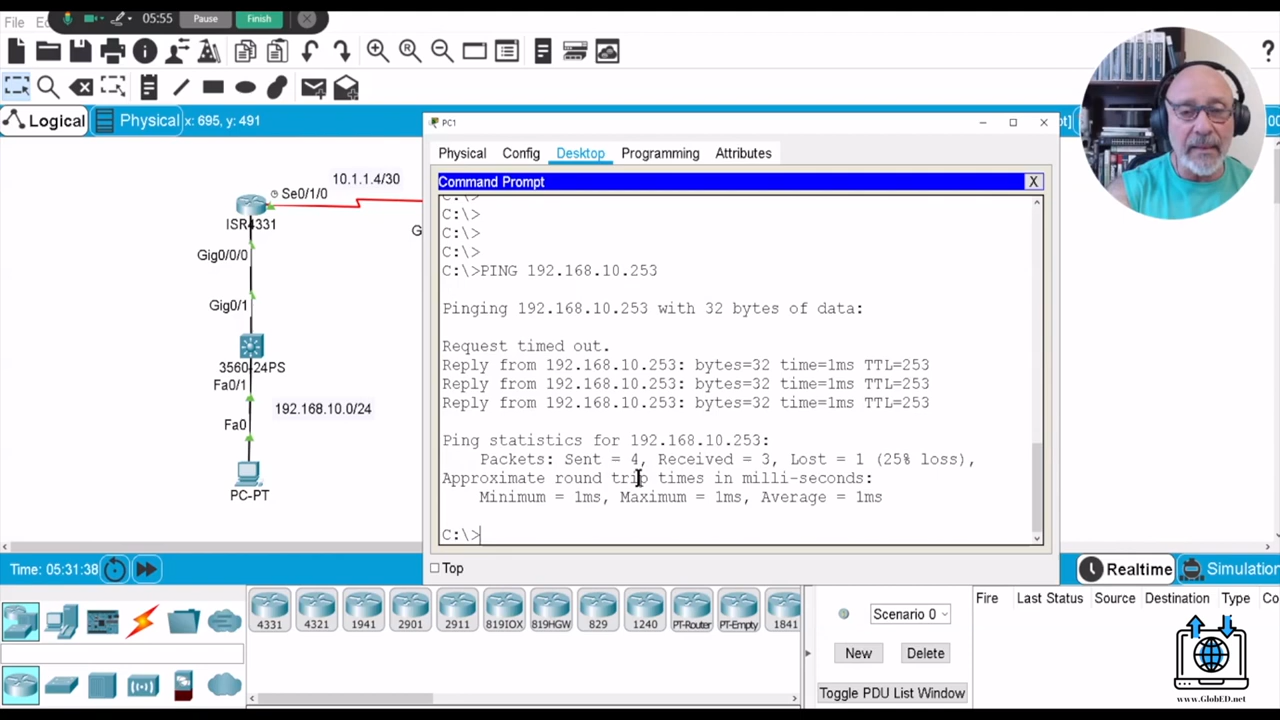 File
05:55
Pause
Finish
Logical
Physical
x: 695, y: 491
PC1
Physical
Config
Desktop
Programming
Attributes
Command Prompt
X
C:\>
C:\>
C:\>
C:\>
C:\>PING 192.168.10.253
Pinging 192.168.10.253 with 32 bytes of data:
Request timed out.
Reply from 192.168.10.253: bytes=32 time=1ms TTL=253
Reply from 192.168.10.253: bytes=32 time=1ms TTL=253
Reply from 192.168.10.253: bytes=32 time=1ms TTL=253
Ping statistics for 192.168.10.253:
Packets: Sent = 4, Received = 3, Lost = 1 (25% loss),
Approximate round trip times in milli-seconds:
Minimum = 1ms, Maximum = 1ms, Average = 1ms
C:\>
Top
10.1.1.4/30
Se0/1/0
ISR4331
Gig0/0/0
Gig0/1
3560-24PS
Fa0/1
192.168.10.0/24
Fa0
PC-PT
Time: 05:31:38
Realtime
Simulation
4331
4321
1941
2901
2911
819IOX
819HGW
829
1240
PT-Router
PT-Empty
1841
Scenario 0
New
Delete
Toggle PDU List Window
Fire
Last Status
Source
Destination
Type
Co
www.GlobED.net